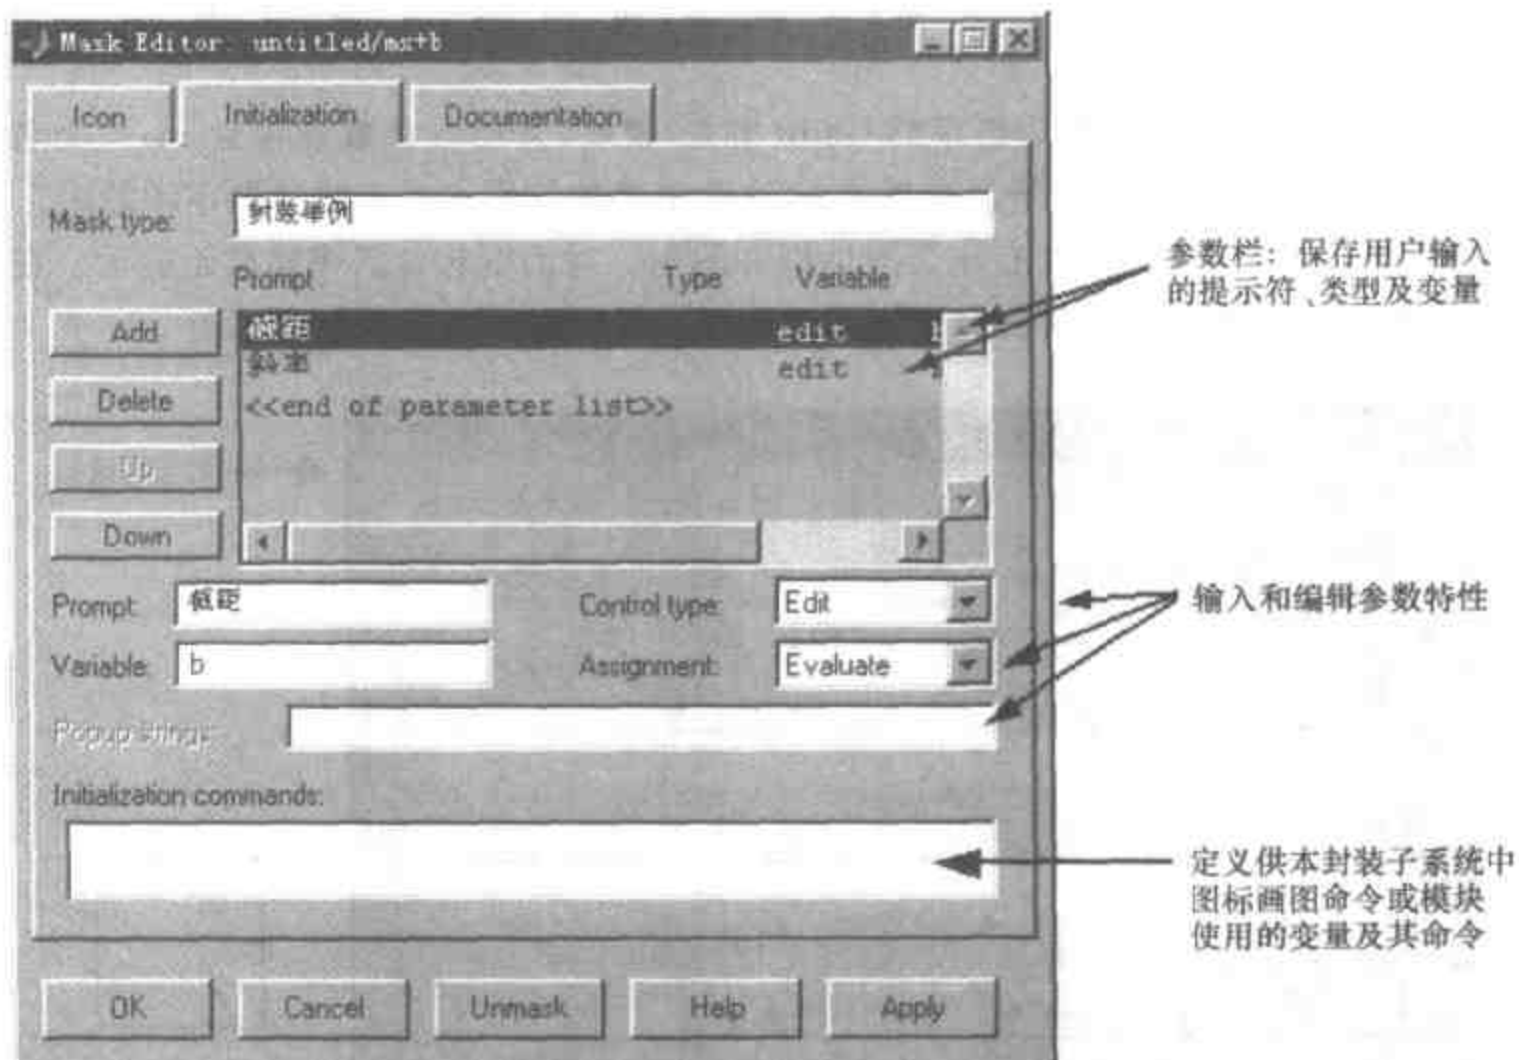 Mask Editor: untitled/mx+b
Icon
Initialization
Documentation
Mask type:
封装举例
Prompt
Type
Variable
Add
截距
edit
斜率
edit
Delete
<<end of parameter list>>
Up
Down
Prompt:
截距
Control type:
Edit
Variable:
b
Assignment:
Evaluate
Popup strings:
Initialization commands:
OK
Cancel
Unmask
Help
Apply
参数栏：保存用户输入
的提示符、类型及变量
输入和编辑参数特性
定义供本封装子系统中
图标画图命令或模块
使用的变量及其命令